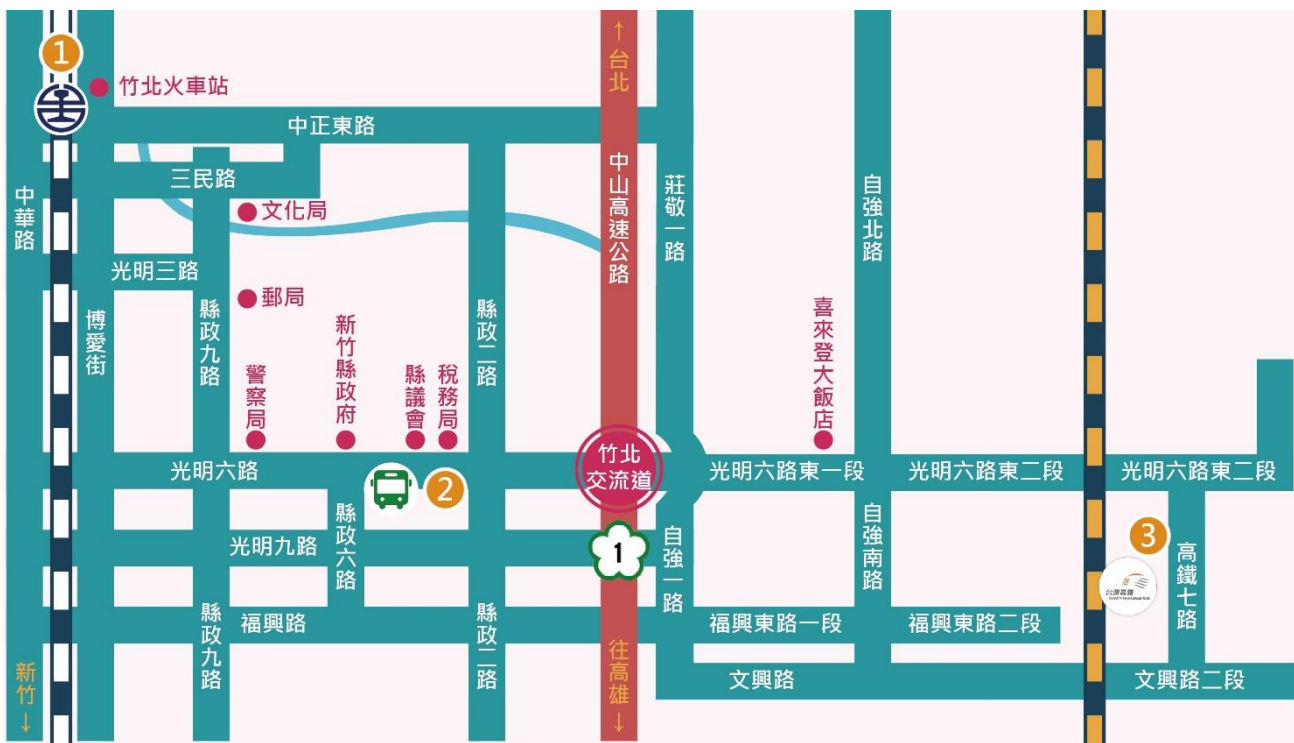 1
↑台北
竹北火車站
中正東路
三民路
中華路
中山高速公路
莊敬一路
自強北路
文化局
光明三路
郵局
博愛街
縣政九路
新竹縣政府
縣政二路
喜來登大飯店
警察局
縣議會
稅務局
竹北
交流道
光明六路
光明六路東一段
光明六路東二段
光明六路東二段
2
縣政六路
光明九路
1
自強一路
自強南路
3
高鐵七路
台灣高鐵
縣政九路
福興路
縣政二路
福興東路一段
福興東路二段
新竹↓
往高雄↓
文興路
文興路二段